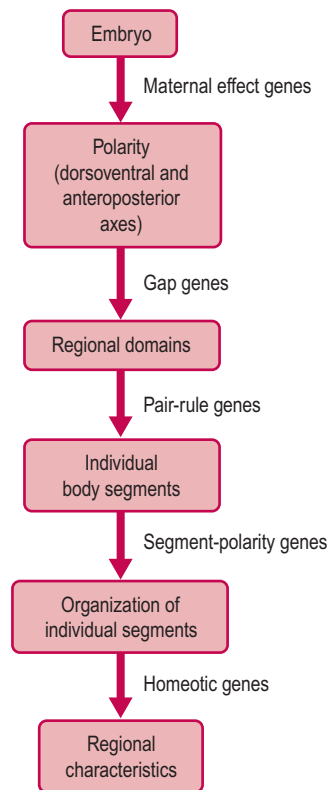 Embryo
Maternal effect genes
Polarity
(dorsoventral and
anteroposterior
axes)
Gap genes
Regional domains
Pair-rule genes
Individual
body segments
Segment-polarity genes
Organization of
individual segments
Homeotic genes
Regional
characteristics